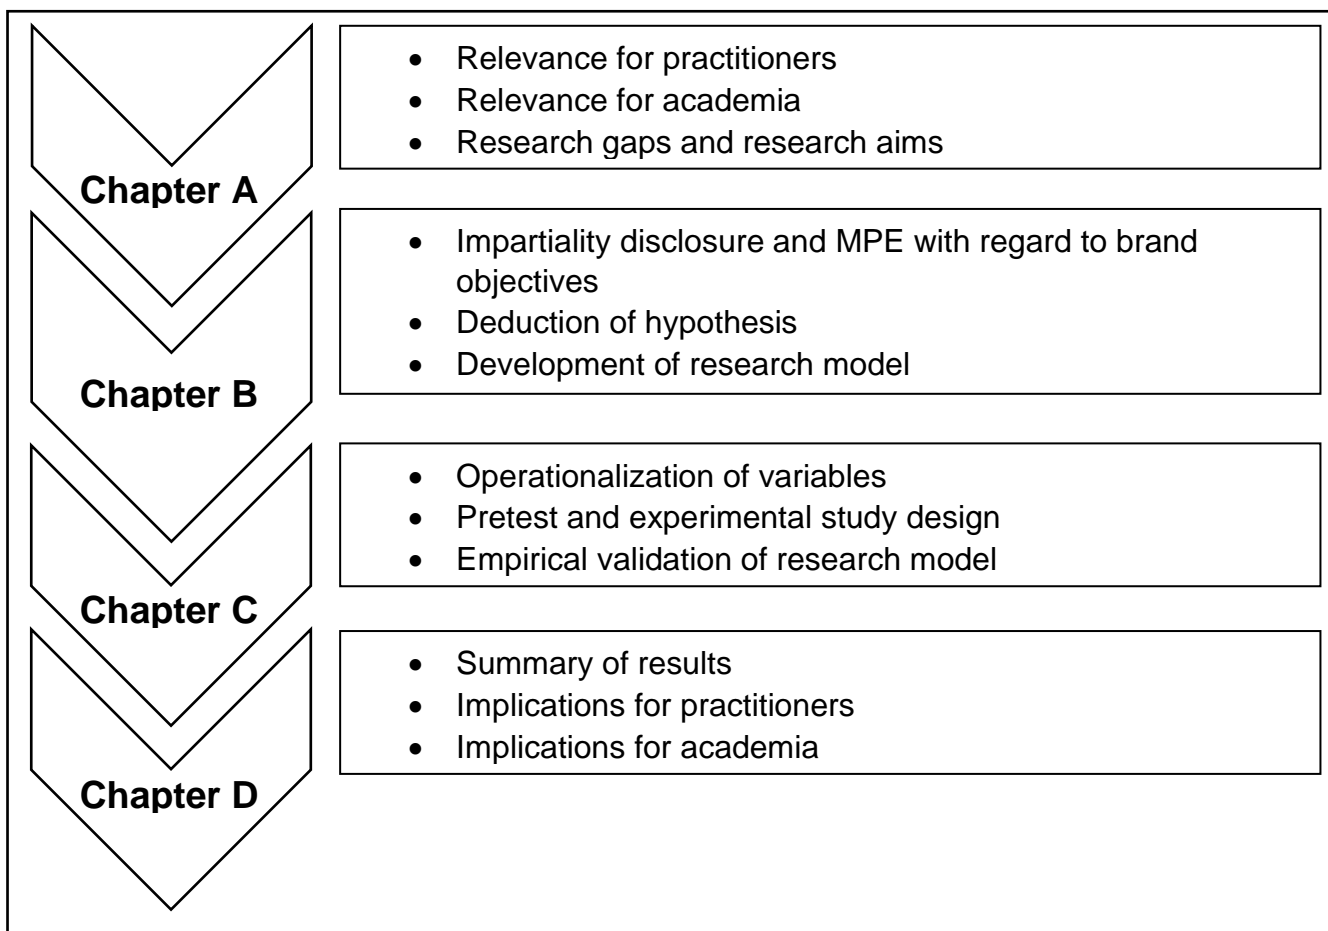 • Relevance for practitioners
• Relevance for academia
• Research gaps and research aims
Chapter A
• Impartiality disclosure and MPE with regard to brand
objectives
• Deduction of hypothesis
• Development of research model
Chapter B
• Operationalization of variables
• Pretest and experimental study design
• Empirical validation of research model
Chapter C
• Summary of results
• Implications for practitioners
• Implications for academia
Chapter D